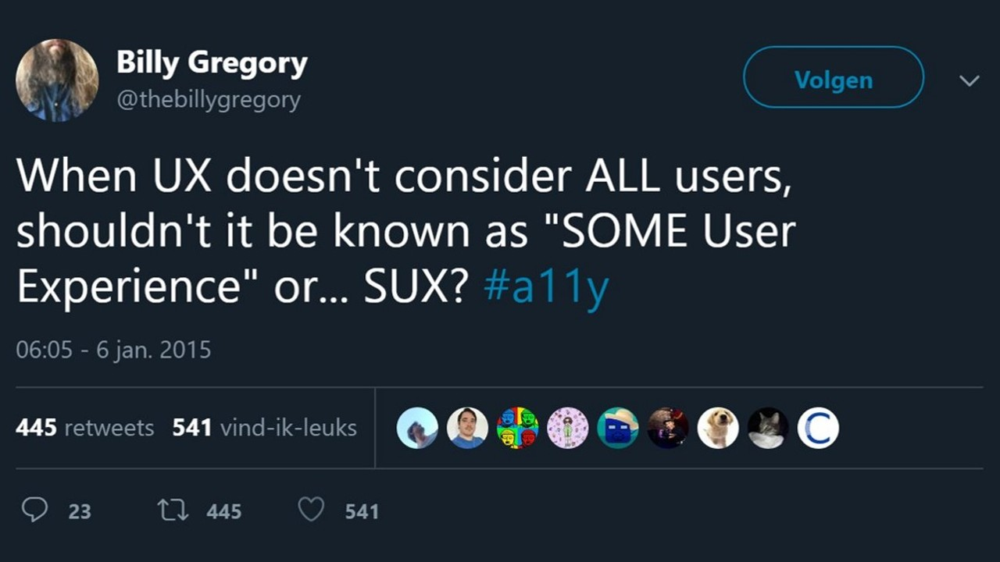 Billy Gregory
@thebillygregory
Volgen
When UX doesn't consider ALL users,
shouldn't it be known as "SOME User
Experience" or... SUX? #a11y
06:05 - 6 jan. 2015
445 retweets 541 vind-ik-leuks
C
23 445 541